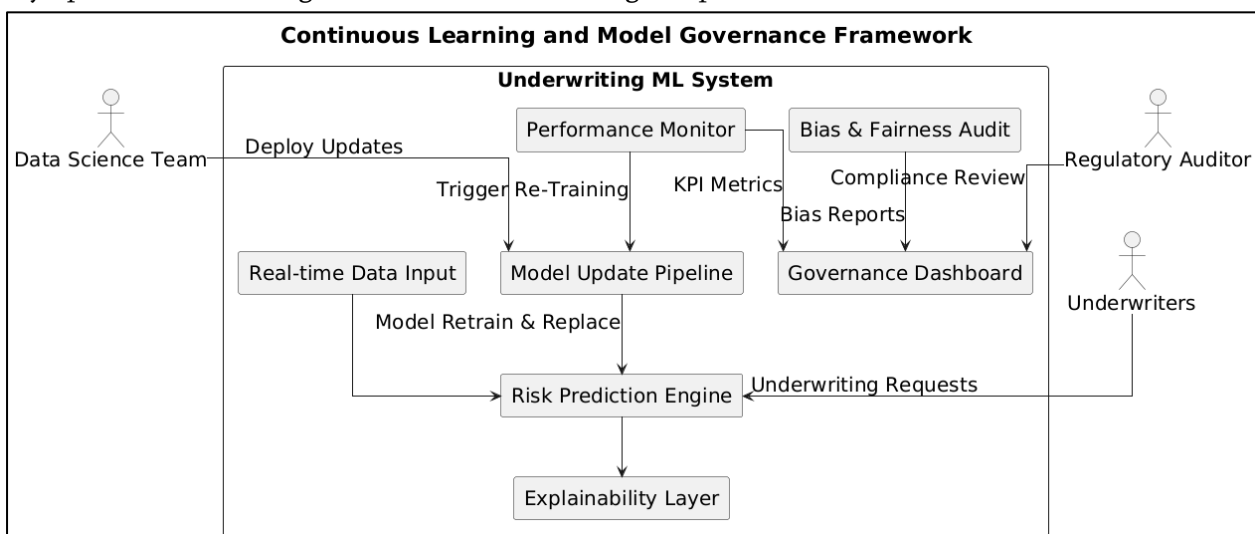 Continuous Learning and Model Governance Framework
Underwriting ML System
Performance Monitor
Bias & Fairness Audit
Data Science Team
Deploy Updates
Regulatory Auditor
Trigger Re-Training
KPI Metrics
Compliance Review
Bias Reports
Real-time Data Input
Model Update Pipeline
Governance Dashboard
Underwriters
Model Retrain & Replace
Risk Prediction Engine
Underwriting Requests
Explainability Layer